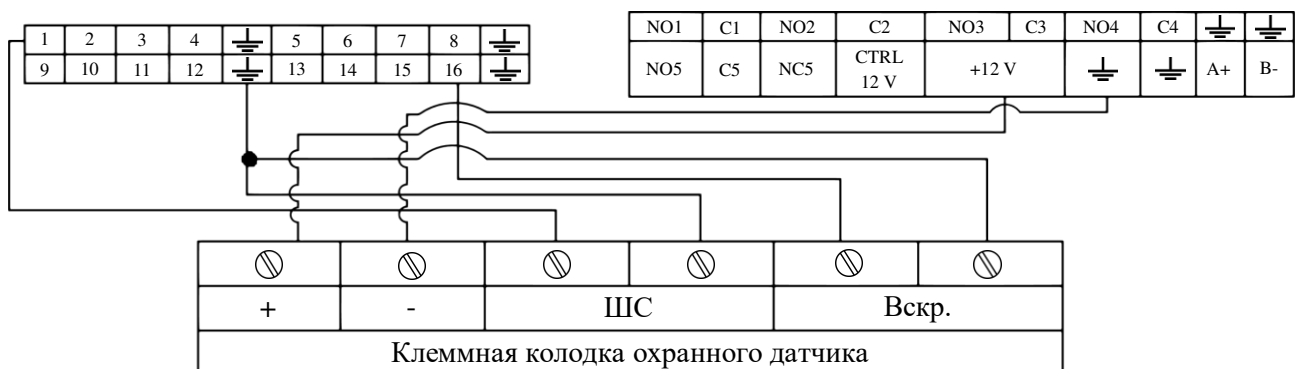 1 2 3 4 5 6 7 8
9 10 11 12 13 14 15 16
NO1 C1 NO2 C2 NO3 C3 NO4 C4
NO5 C5 NC5 CTRL 12 V +12 V A+ B-
+ - ШС Вскр.
Клеммная колодка охранного датчика